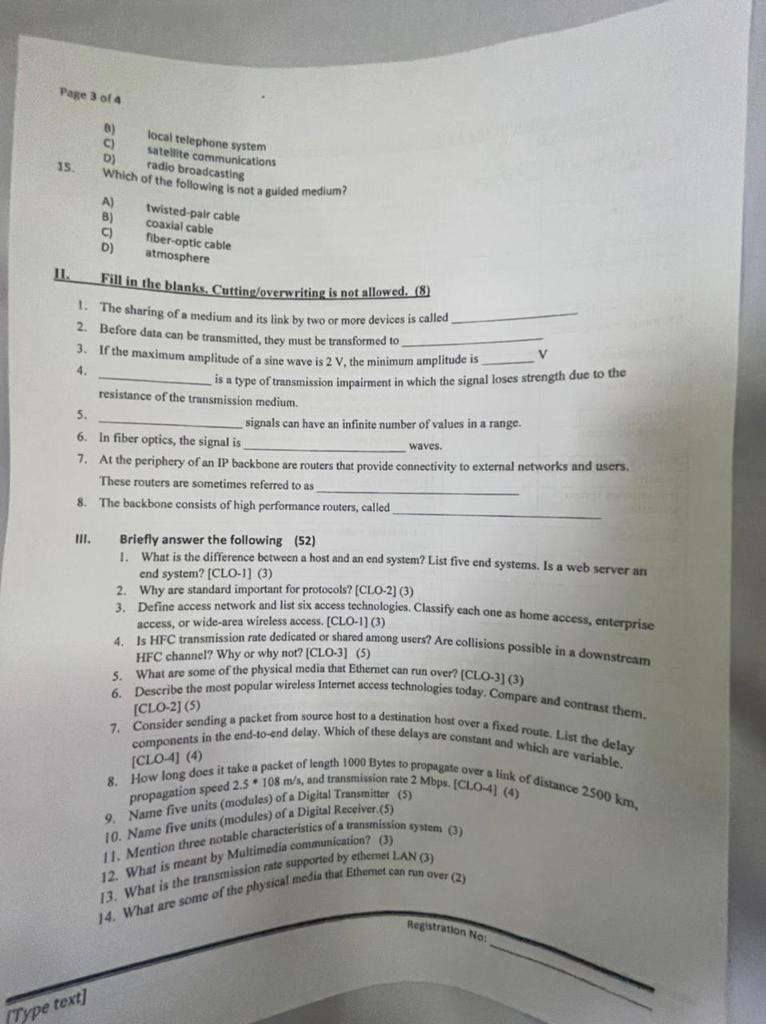 Page 3 of 4
B) local telephone system
C) satellite communications
D) radio broadcasting
15. Which of the following is not a guided medium?
A) twisted-pair cable
B) coaxial cable
C) fiber-optic cable
D) atmosphere
II. Fill in the blanks. Cutting/overwriting is not allowed. (8)
1. The sharing of a medium and its link by two or more devices is called ____________
2. Before data can be transmitted, they must be transformed to ____________
3. If the maximum amplitude of a sine wave is 2 V, the minimum amplitude is ______ V
4. ____________ is a type of transmission impairment in which the signal loses strength due to the
resistance of the transmission medium.
5. ____________ signals can have an infinite number of values in a range.
6. In fiber optics, the signal is ____________ waves.
7. At the periphery of an IP backbone are routers that provide connectivity to external networks and users.
These routers are sometimes referred to as ____________
8. The backbone consists of high performance routers, called ____________
III. Briefly answer the following (52)
1. What is the difference between a host and an end system? List five end systems. Is a web server an
end system? [CLO-1] (3)
2. Why are standard important for protocols? [CLO-2] (3)
3. Define access network and list six access technologies. Classify each one as home access, enterprise
access, or wide-area wireless access. [CLO-1] (3)
4. Is HFC transmission rate dedicated or shared among users? Are collisions possible in a downstream
HFC channel? Why or why not? [CLO-3] (5)
5. What are some of the physical media that Ethernet can run over? [CLO-3] (3)
6. Describe the most popular wireless Internet access technologies today. Compare and contrast them.
[CLO-2] (5)
7. Consider sending a packet from source host to a destination host over a fixed route. List the delay
components in the end-to-end delay. Which of these delays are constant and which are variable.
[CLO-4] (4)
8. How long does it take a packet of length 1000 Bytes to propagate over a link of distance 2500 km,
propagation speed 2.5 * 108 m/s, and transmission rate 2 Mbps. [CLO-4] (4)
9. Name five units (modules) of a Digital Transmitter (5)
10. Name five units (modules) of a Digital Receiver.(5)
11. Mention three notable characteristics of a transmission system (3)
12. What is meant by Multimedia communication? (3)
13. What is the transmission rate supported by ethernet LAN (3)
14. What are some of the physical media that Ethernet can run over (2)
Registration No: ____________
[Type text]